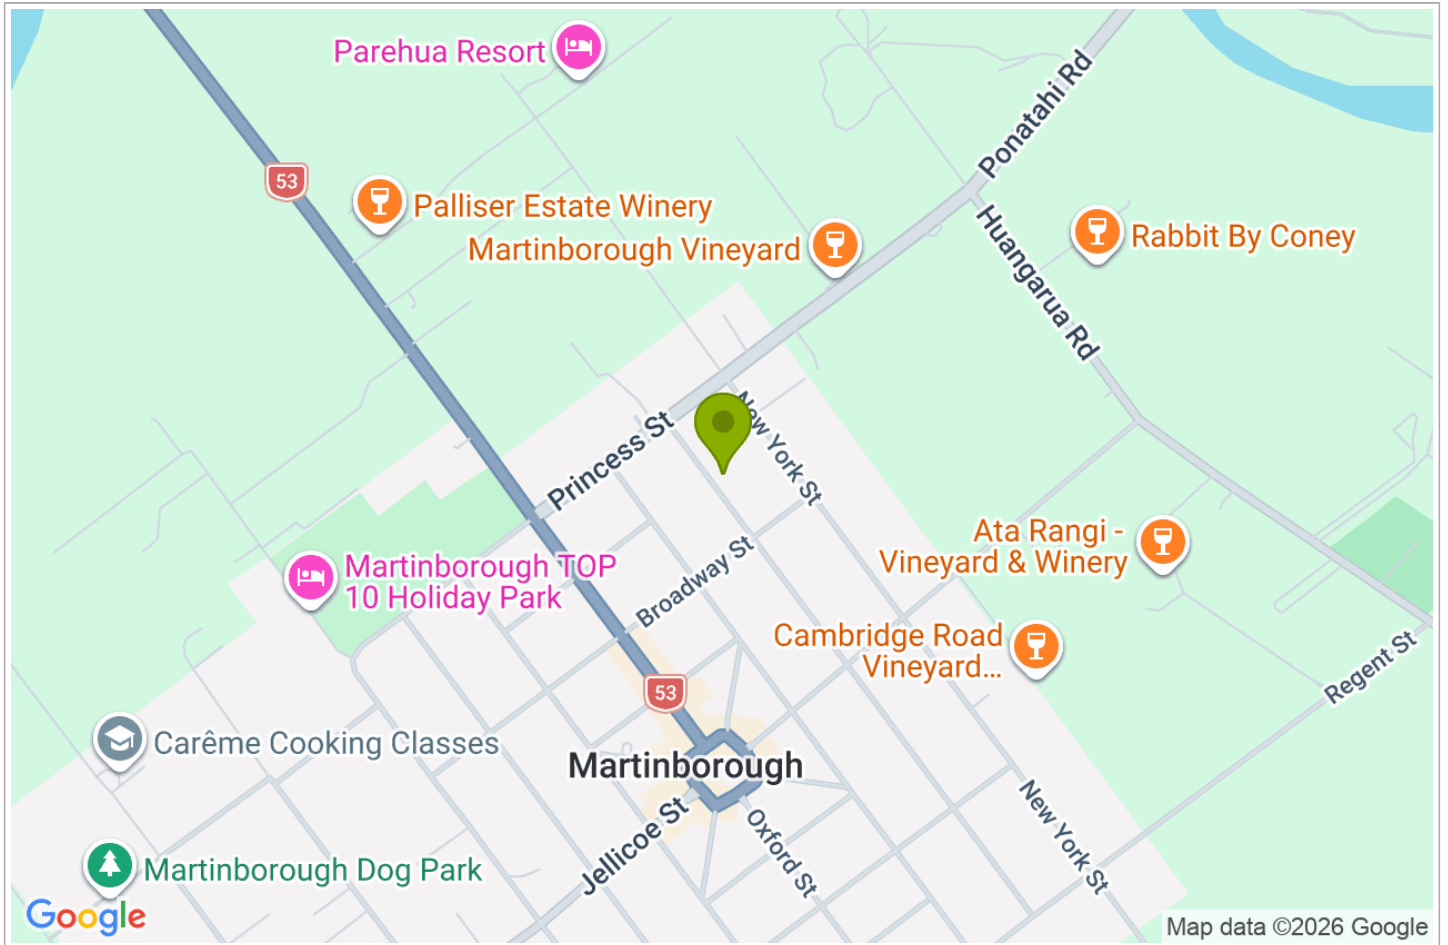 Parehua Resort
Ponatahi Rd
53
Palliser Estate Winery
Martinborough Vineyard
Rabbit By Coney
Huangarua Rd
Princess St
New York St
Ata Rangi -
Vineyard & Winery
Martinborough TOP
10 Holiday Park
Broadway St
Cambridge Road
Vineyard...
Regent St
53
Carême Cooking Classes
Martinborough
New York St
Jellicoe St
Oxford St
Martinborough Dog Park
Google
Map data ©2026 Google